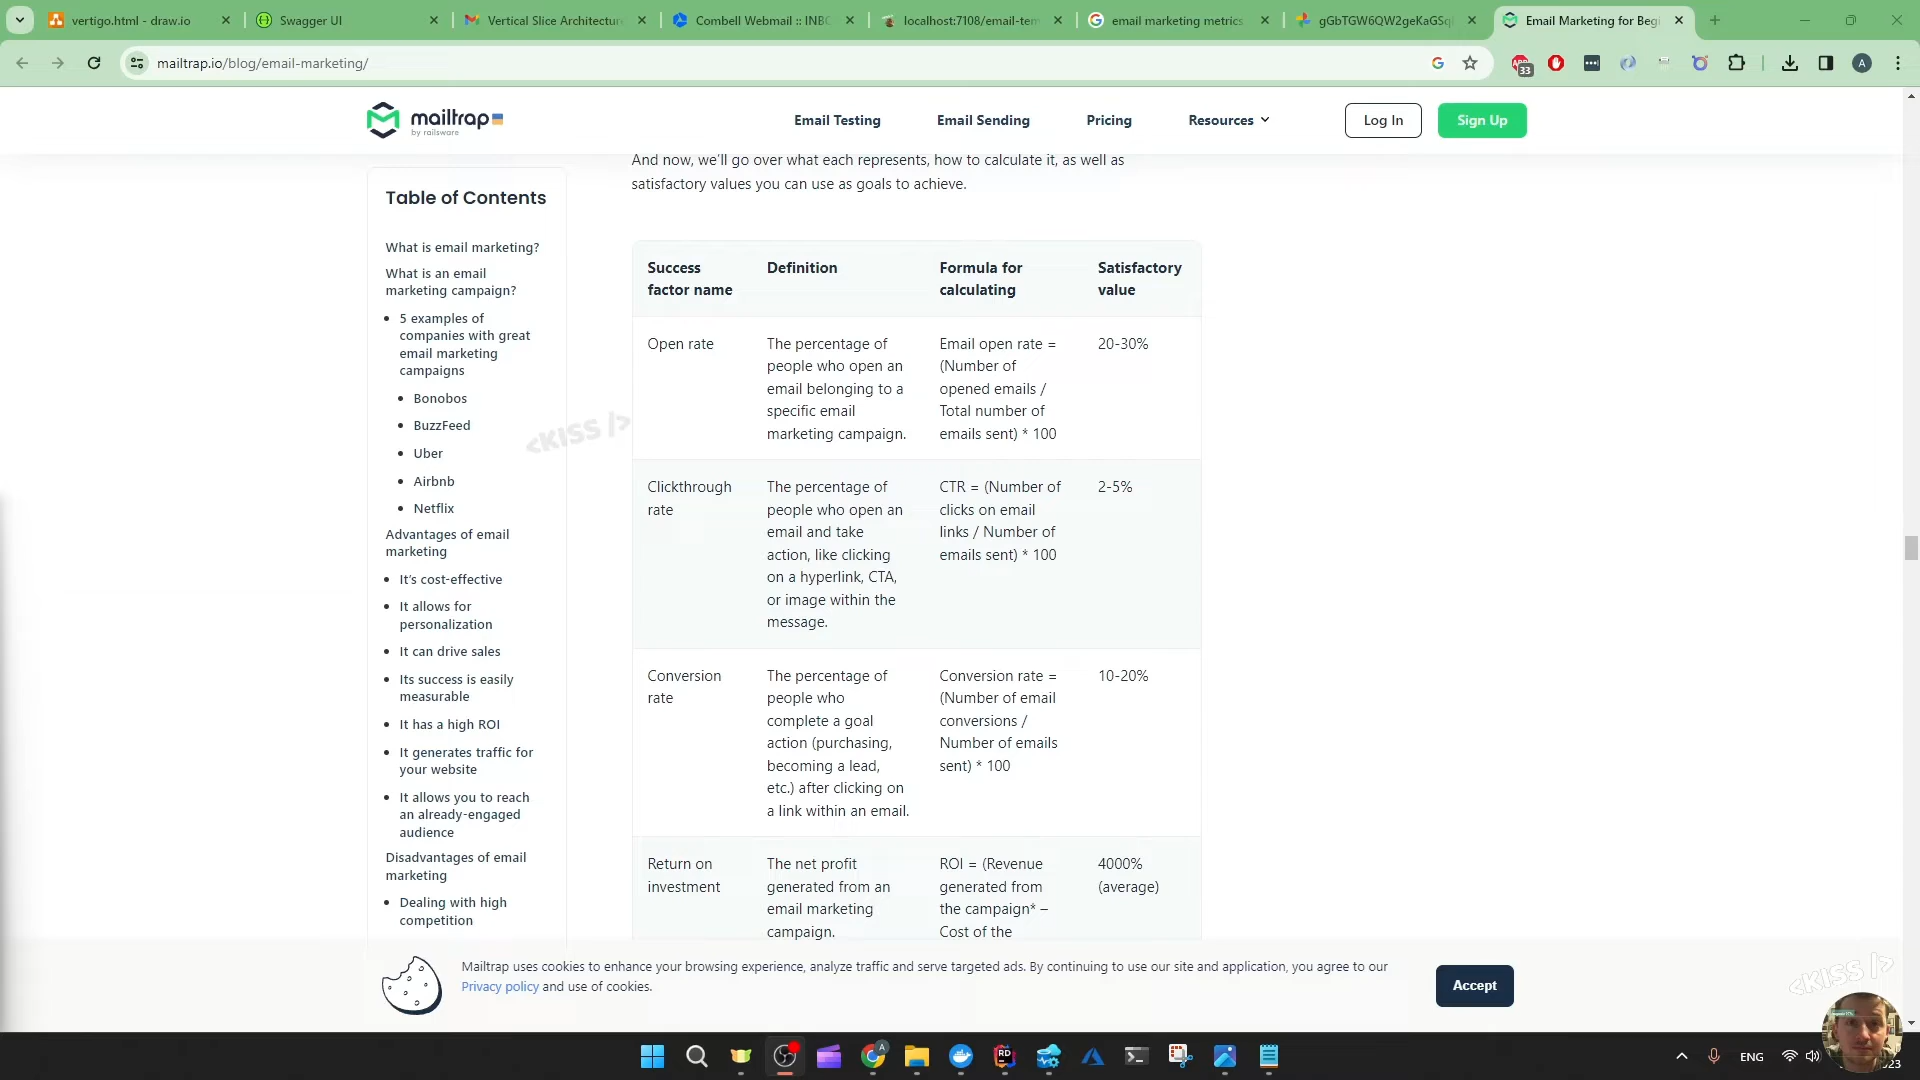 vertigo.html - draw.io
Swagger UI
Vertical Slice Architecture
Combell Webmail :: INBO
localhost:7108/email-tem
email marketing metrics
gGbTGW6QW2geKaGSq
Email Marketing for Begi
mailtrap.io/blog/email-marketing/
33
A
mailtrap
by railsware
Email Testing
Email Sending
Pricing
Resources
Log In
Sign Up
And now, we'll go over what each represents, how to calculate it, as well as
satisfactory values you can use as goals to achieve.
Table of Contents
What is email marketing?
What is an email
marketing campaign?
5 examples of
companies with great
email marketing
campaigns
Bonobos
BuzzFeed
Uber
Airbnb
Netflix
Advantages of email
marketing
It's cost-effective
It allows for
personalization
It can drive sales
Its success is easily
measurable
It has a high ROI
It generates traffic for
your website
It allows you to reach
an already-engaged
audience
Disadvantages of email
marketing
Dealing with high
competition
<KISS />
Success
factor name
Definition
Formula for
calculating
Satisfactory
value
Open rate
The percentage of
people who open an
email belonging to a
specific email
marketing campaign.
Email open rate =
(Number of
opened emails /
Total number of
emails sent) * 100
20-30%
Clickthrough
rate
The percentage of
people who open an
email and take
action, like clicking
on a hyperlink, CTA,
or image within the
message.
CTR = (Number of
clicks on email
links / Number of
emails sent) * 100
2-5%
Conversion
rate
The percentage of
people who
complete a goal
action (purchasing,
becoming a lead,
etc.) after clicking on
a link within an email.
Conversion rate =
(Number of email
conversions /
Number of emails
sent) * 100
10-20%
Return on
investment
The net profit
generated from an
email marketing
campaign.
ROI = (Revenue
generated from
the campaign* –
Cost of the
4000%
(average)
Mailtrap uses cookies to enhance your browsing experience, analyze traffic and serve targeted ads. By continuing to use our site and application, you agree to our
Privacy policy and use of cookies.
Accept
<KISS />
A
RD
ENG